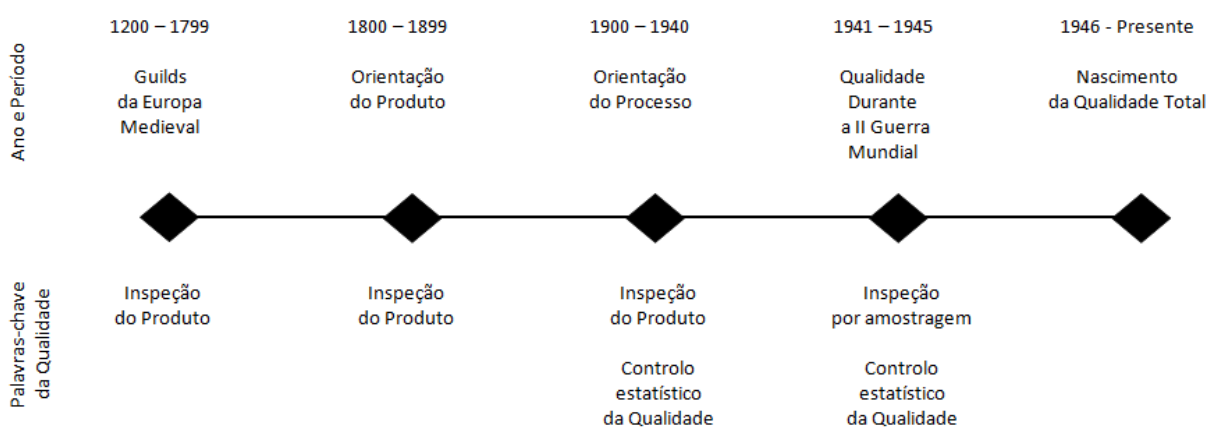 Ano e Período
1200 – 1799
Guilds
da Europa
Medieval
1800 – 1899
Orientação
do Produto
1900 – 1940
Orientação
do Processo
1941 – 1945
Qualidade
Durante
a II Guerra
Mundial
1946 - Presente
Nascimento
da Qualidade Total
Palavras-chave
da Qualidade
Inspeção
do Produto
Inspeção
do Produto
Inspeção
do Produto
Controlo
estatístico
da Qualidade
Inspeção
por amostragem
Controlo
estatístico
da Qualidade